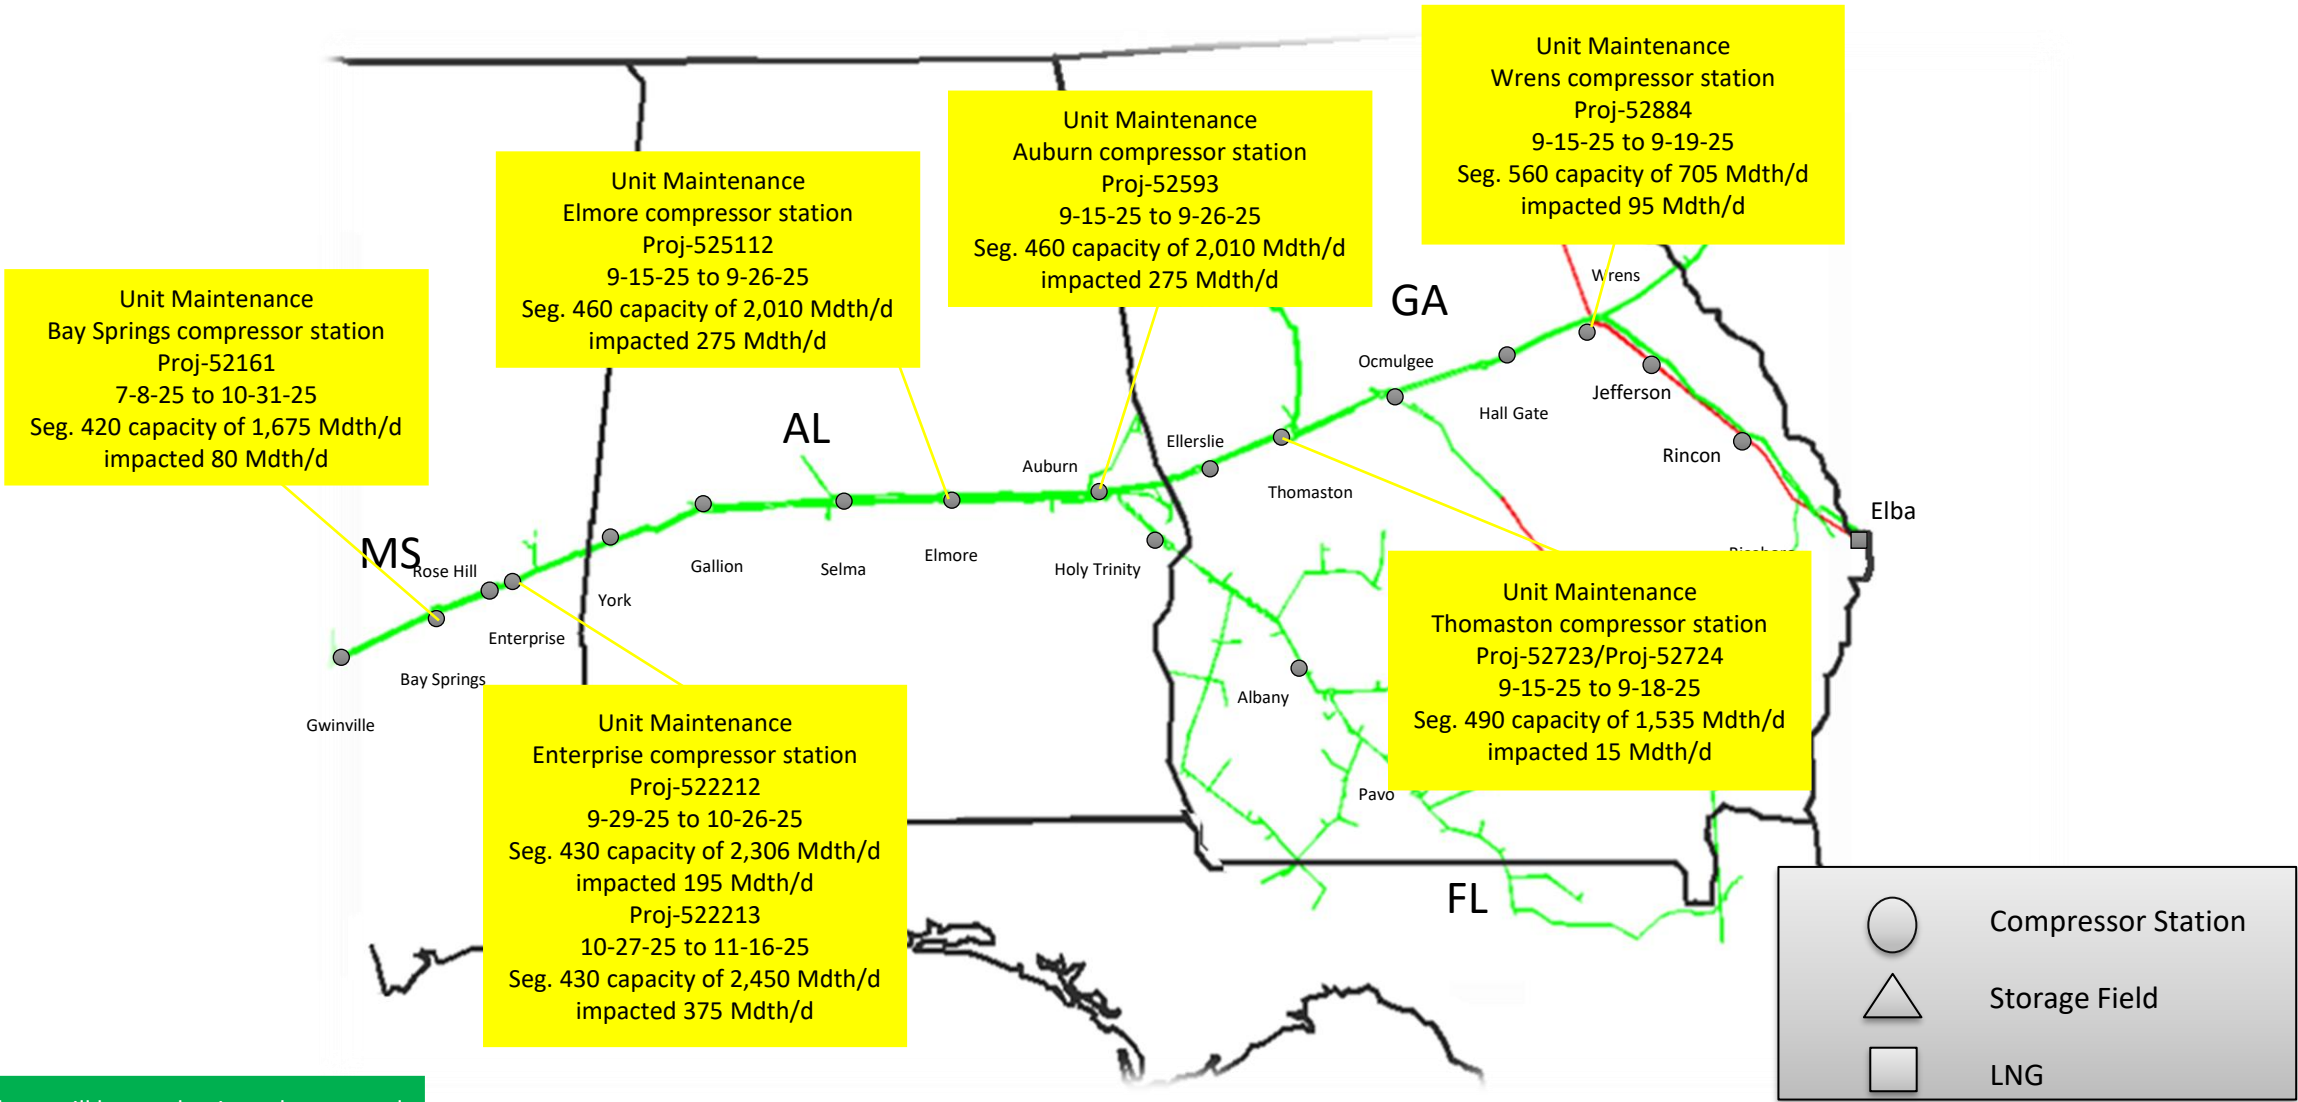 Unit Maintenance
Wrens compressor station
Proj-52884
9-15-25 to 9-19-25
Seg. 560 capacity of 705 Mdth/d
impacted 95 Mdth/d
Unit Maintenance
Auburn compressor station
Proj-52593
9-15-25 to 9-26-25
Seg. 460 capacity of 2,010 Mdth/d
impacted 275 Mdth/d
Unit Maintenance
Elmore compressor station
Proj-525112
9-15-25 to 9-26-25
Seg. 460 capacity of 2,010 Mdth/d
impacted 275 Mdth/d
Unit Maintenance
Bay Springs compressor station
Proj-52161
7-8-25 to 10-31-25
Seg. 420 capacity of 1,675 Mdth/d
impacted 80 Mdth/d
Wrens
GA
Ocmulgee
Jefferson
Hall Gate
AL
Ellerslie
Rincon
Auburn
Thomaston
Elba
MS
Rose Hill
Gallion
Selma
Elmore
Holy Trinity
York
Enterprise
Bay Springs
Albany
Gwinville
Unit Maintenance
Thomaston compressor station
Proj-52723/Proj-52724
9-15-25 to 9-18-25
Seg. 490 capacity of 1,535 Mdth/d
impacted 15 Mdth/d
Unit Maintenance
Enterprise compressor station
Proj-522212
9-29-25 to 10-26-25
Seg. 430 capacity of 2,306 Mdth/d
impacted 195 Mdth/d
Proj-522213
10-27-25 to 11-16-25
Seg. 430 capacity of 2,450 Mdth/d
impacted 375 Mdth/d
Pavo
FL
Compressor Station
Storage Field
LNG